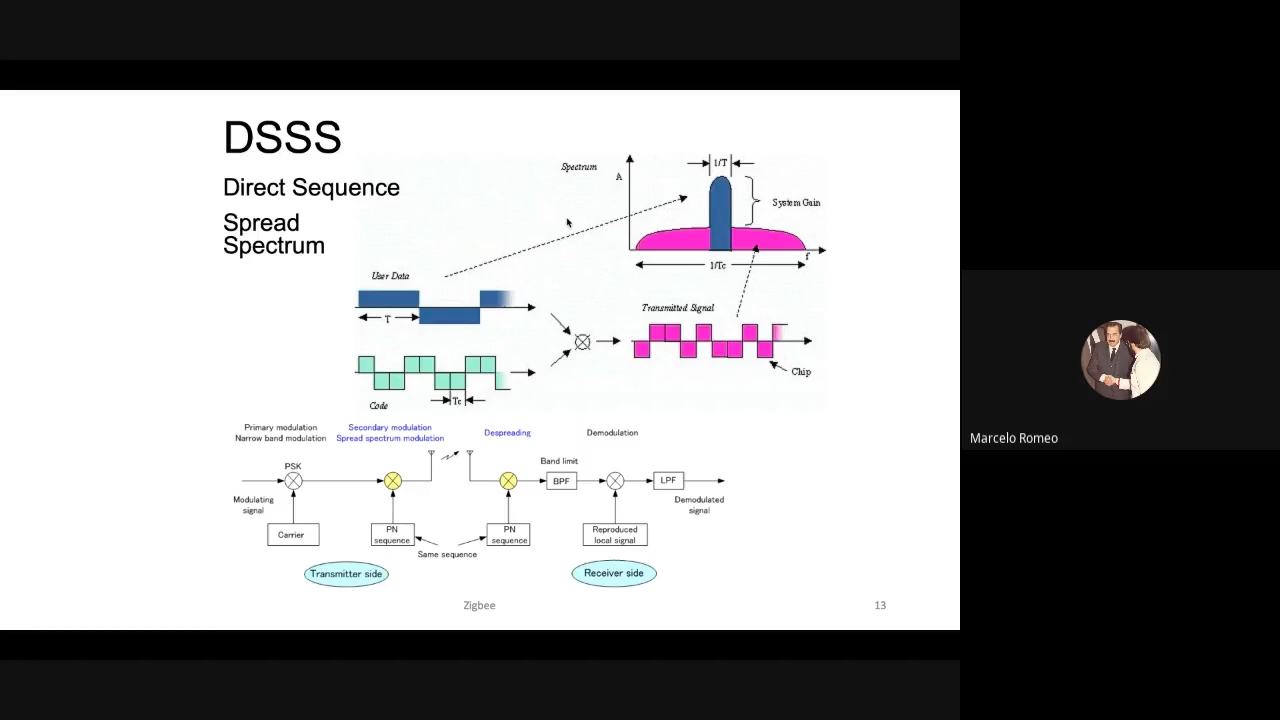 DSSS
Direct Sequence
Spread
Spectrum
Spectrum
A
1/T
System Gain
f
1/Tc
User Data
T
Code
Tc
Transmitted Signal
Chip
Primary modulation
Narrow band modulation
Secondary modulation
Spread spectrum modulation
Despreading
Demodulation
PSK
Band limit
BPF
LPF
Modulating
signal
Demodulated
signal
Carrier
PN
sequence
PN
sequence
Reproduced
local signal
Same sequence
Transmitter side
Receiver side
Zigbee
13
Marcelo Romeo